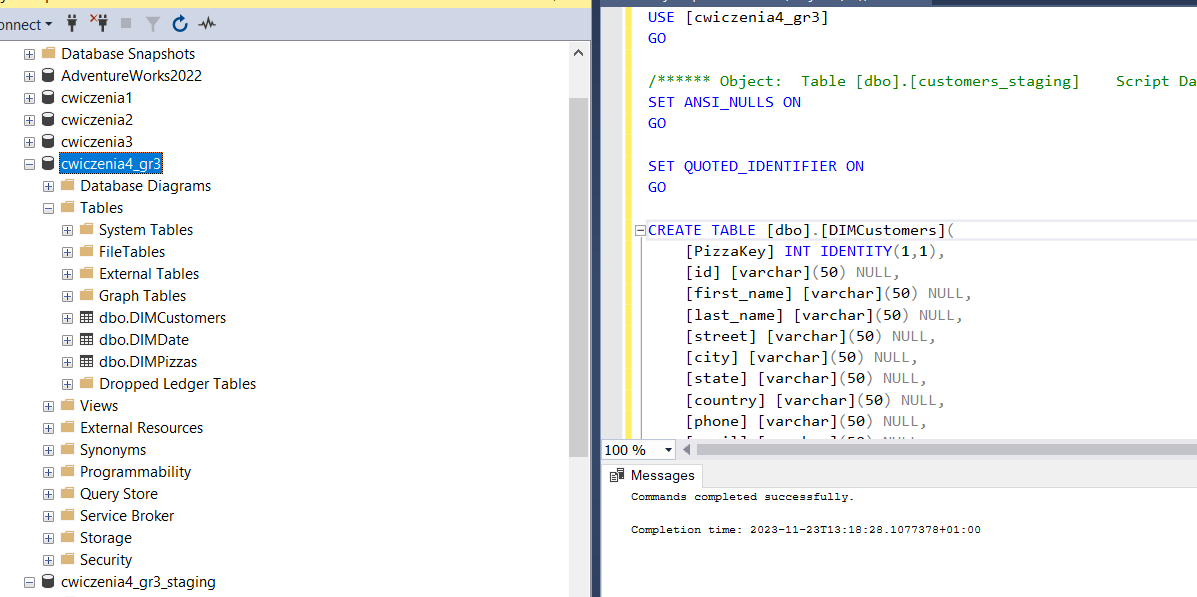 onnect
Database Snapshots
AdventureWorks2022
cwiczenia1
cwiczenia2
cwiczenia3
cwiczenia4_gr3
Database Diagrams
Tables
System Tables
FileTables
External Tables
Graph Tables
dbo.DIMCustomers
dbo.DIMDate
dbo.DIMPizzas
Dropped Ledger Tables
Views
External Resources
Synonyms
Programmability
Query Store
Service Broker
Storage
Security
cwiczenia4_gr3_staging
USE [cwiczenia4_gr3]
GO
/****** Object:  Table [dbo].[customers_staging]    Script Da
SET ANSI_NULLS ON
GO
SET QUOTED_IDENTIFIER ON
GO
CREATE TABLE [dbo].[DIMCustomers](
[PizzaKey] INT IDENTITY(1,1),
[id] [varchar](50) NULL,
[first_name] [varchar](50) NULL,
[last_name] [varchar](50) NULL,
[street] [varchar](50) NULL,
[city] [varchar](50) NULL,
[state] [varchar](50) NULL,
[country] [varchar](50) NULL,
[phone] [varchar](50) NULL,
100 %
Messages
Commands completed successfully.
Completion time: 2023-11-23T13:18:28.1077378+01:00